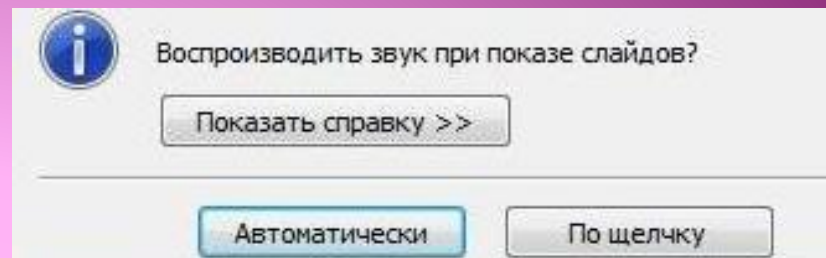 Воспроизводить звук при показе слайдов?
Показать справку >>
Автоматически
По щелчку